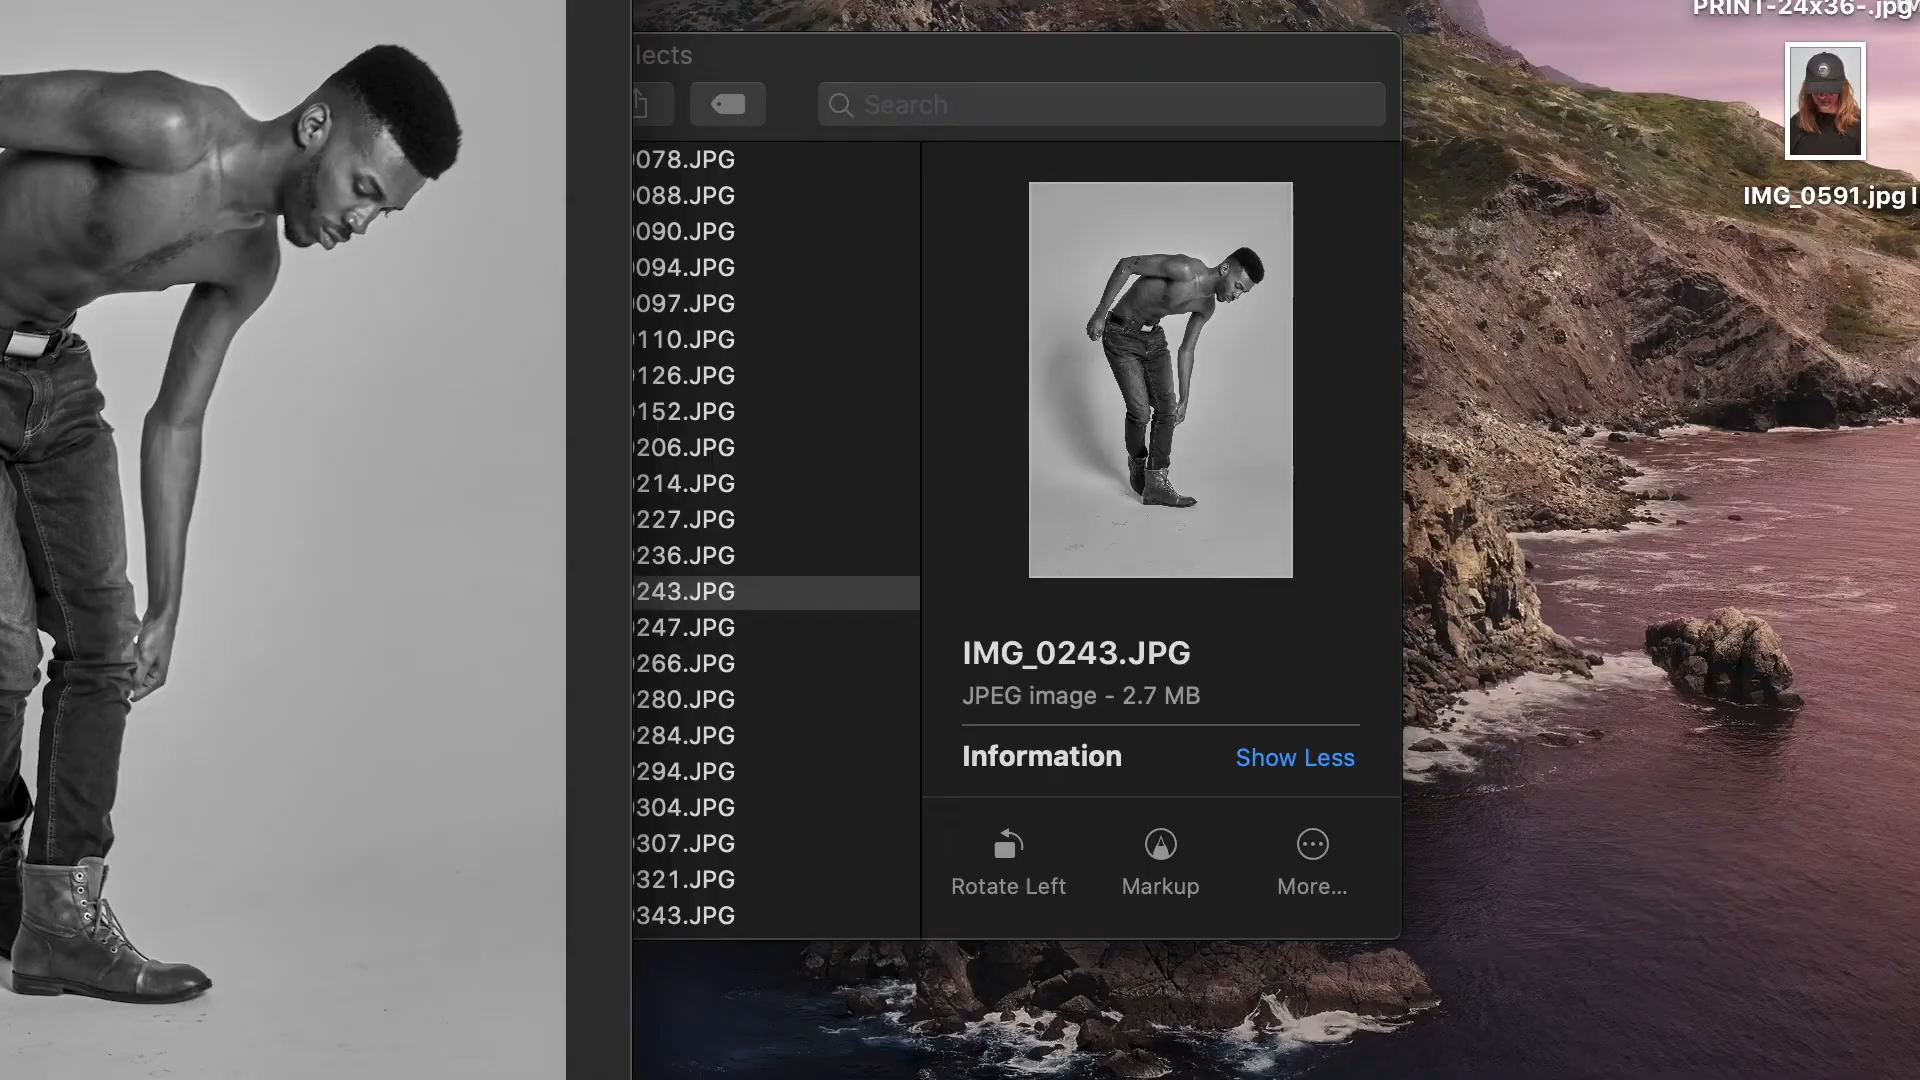 PRINT-24x36-.jpg
lects
Search
IMG_0591.jpg
078.JPG
088.JPG
090.JPG
094.JPG
097.JPG
110.JPG
126.JPG
152.JPG
206.JPG
214.JPG
227.JPG
236.JPG
243.JPG
247.JPG
266.JPG
280.JPG
284.JPG
294.JPG
304.JPG
307.JPG
321.JPG
343.JPG
IMG_0243.JPG
JPEG image - 2.7 MB
Information
Show Less
Rotate Left
Markup
More...